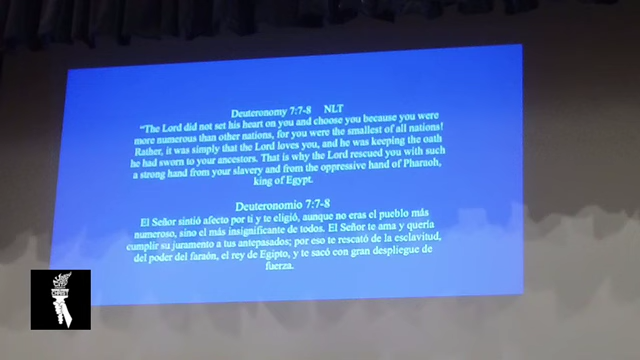 Deuteronomy 7:7-8 NLT
“The Lord did not set his heart on you and choose you because you were
more numerous than other nations, for you were the smallest of all nations!
Rather, it was simply that the Lord loves you, and he was keeping the oath
he had sworn to your ancestors. That is why the Lord rescued you with such
a strong hand from your slavery and from the oppressive hand of Pharaoh,
king of Egypt.
Deuteronomio 7:7-8
El Señor sintió afecto por ti y te eligió, aunque no eras el pueblo más
numeroso, sino el más insignificante de todos. El Señor te ama y quería
cumplir su juramento a tus antepasados; por eso te rescató de la esclavitud,
del poder del faraón, el rey de Egipto, y te sacó con gran despliegue de
fuerza.